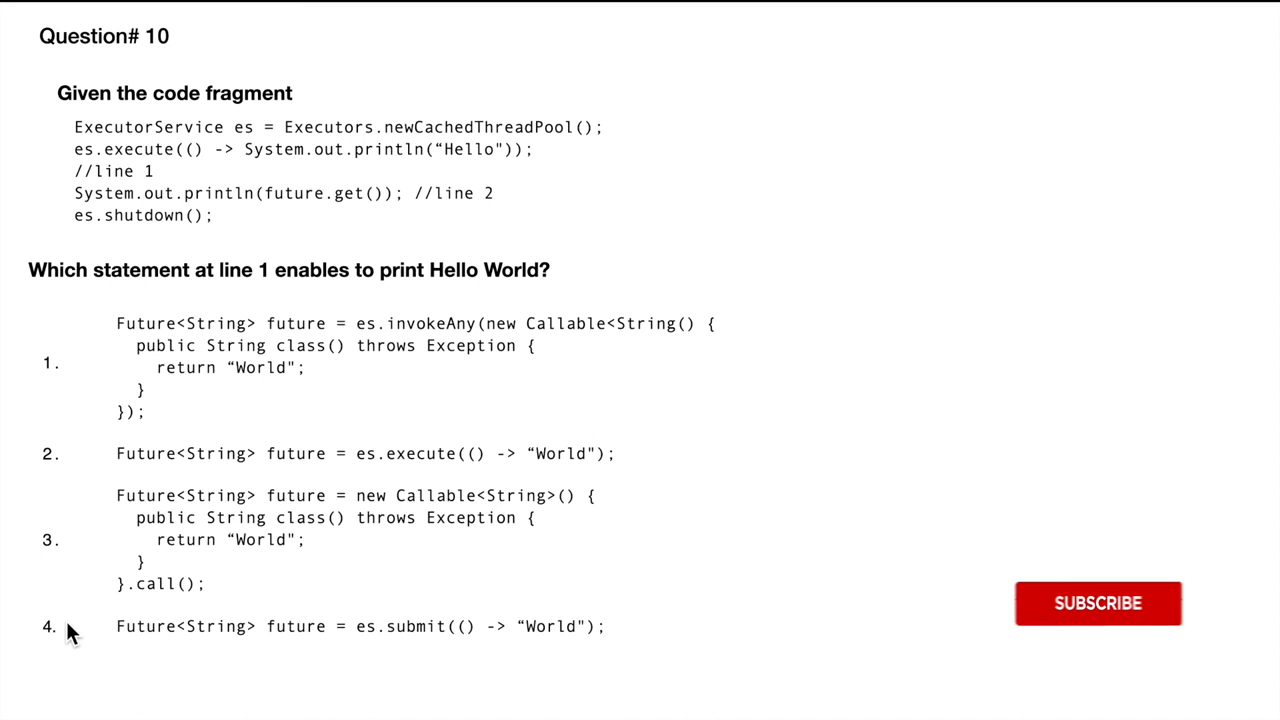 Question# 10
Given the code fragment
ExecutorService es = Executors.newCachedThreadPool();
es.execute(() -> System.out.println(“Hello"));
//line 1
System.out.println(future.get()); //line 2
es.shutdown();
Which statement at line 1 enables to print Hello World?
1.
Future<String> future = es.invokeAny(new Callable<String() {
public String class() throws Exception {
return “World";
}
});
2.
Future<String> future = es.execute(() -> “World");
3.
Future<String> future = new Callable<String>() {
public String class() throws Exception {
return “World";
}
}.call();
4.
Future<String> future = es.submit(() -> “World");
SUBSCRIBE